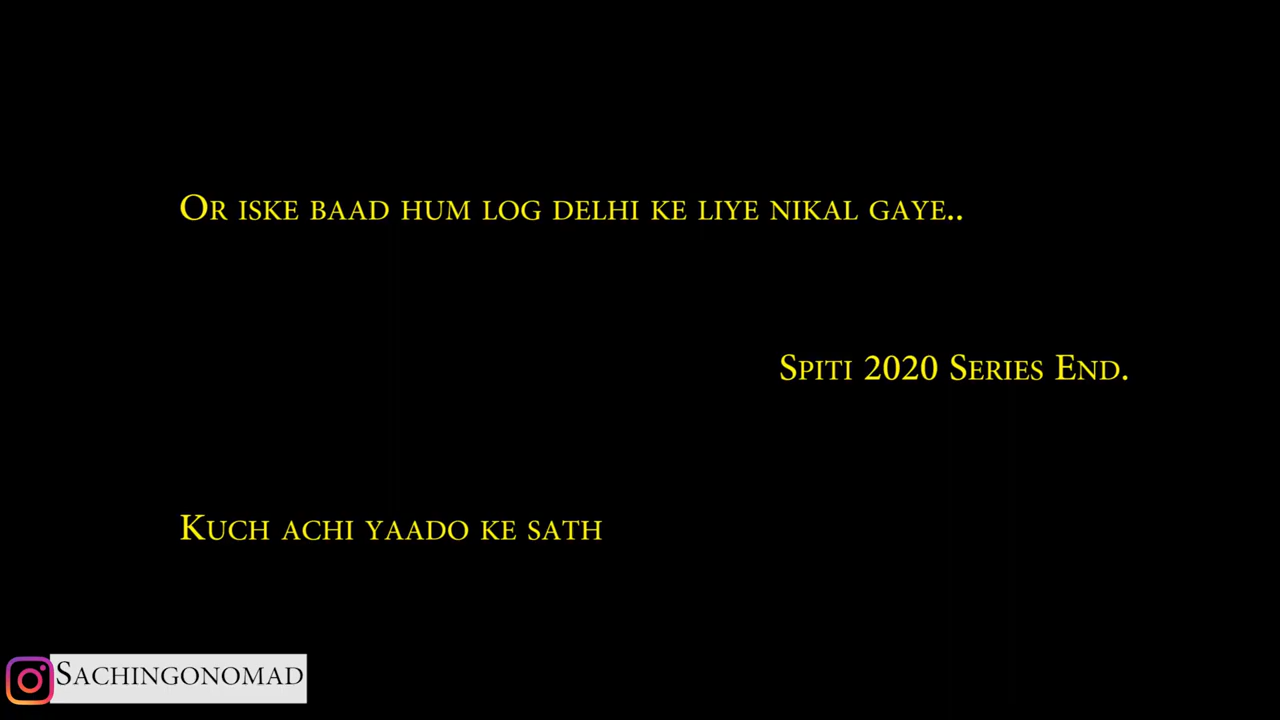 Or iske baad hum log delhi ke liye nikal gaye..
Spiti 2020 Series End.
Kuch achi yaado ke sath
Sachingonomad